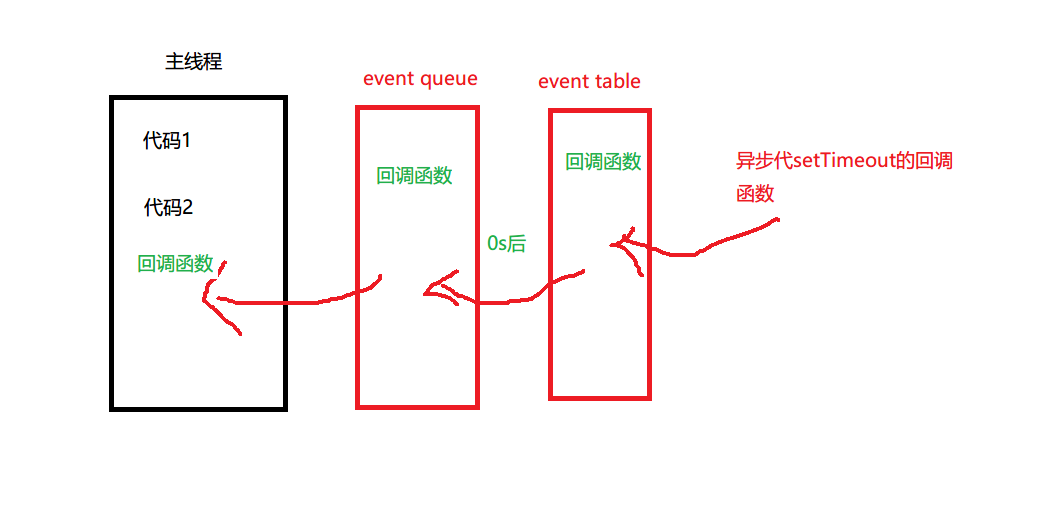 主线程
event queue
event table
代码1
代码2
回调函数
回调函数
0s后
回调函数
异步代setTimeout的回调
函数